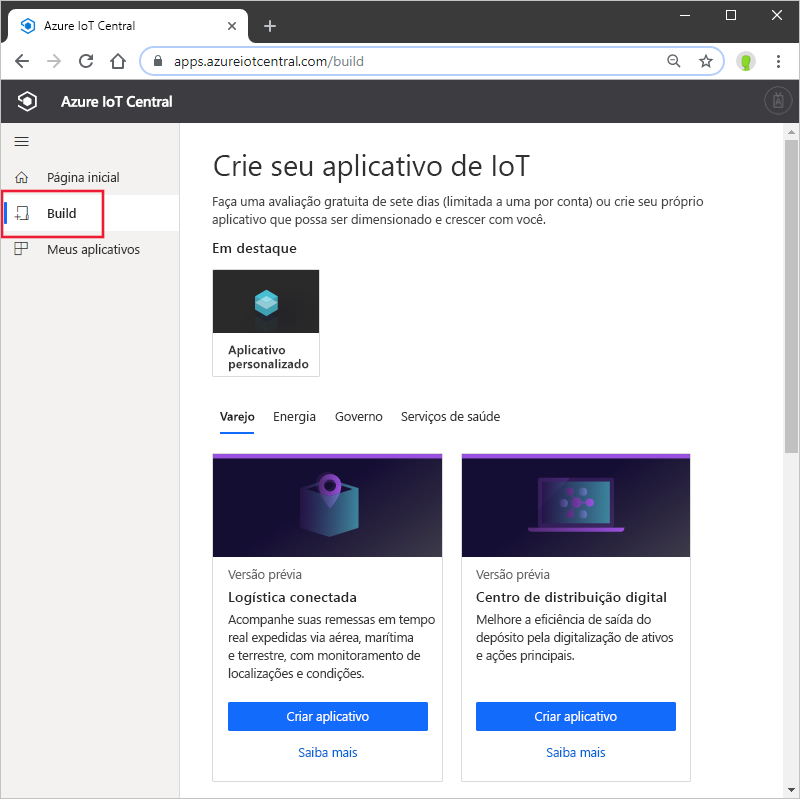 Azure IoT Central
apps.azureiotcentral.com/build
Azure IoT Central
Página inicial
Build
Meus aplicativos
Crie seu aplicativo de IoT
Faça uma avaliação gratuita de sete dias (limitada a uma por conta) ou crie seu próprio
aplicativo que possa ser dimensionado e crescer com você.
Em destaque
Aplicativo
personalizado
Varejo Energia Governo Serviços de saúde
Versão prévia
Logística conectada
Acompanhe suas remessas em tempo
real expedidas via aérea, marítima
e terrestre, com monitoramento de
localizações e condições.
Criar aplicativo
Saiba mais
Versão prévia
Centro de distribuição digital
Melhore a eficiência de saída do
depósito pela digitalização de ativos
e ações principais.
Criar aplicativo
Saiba mais